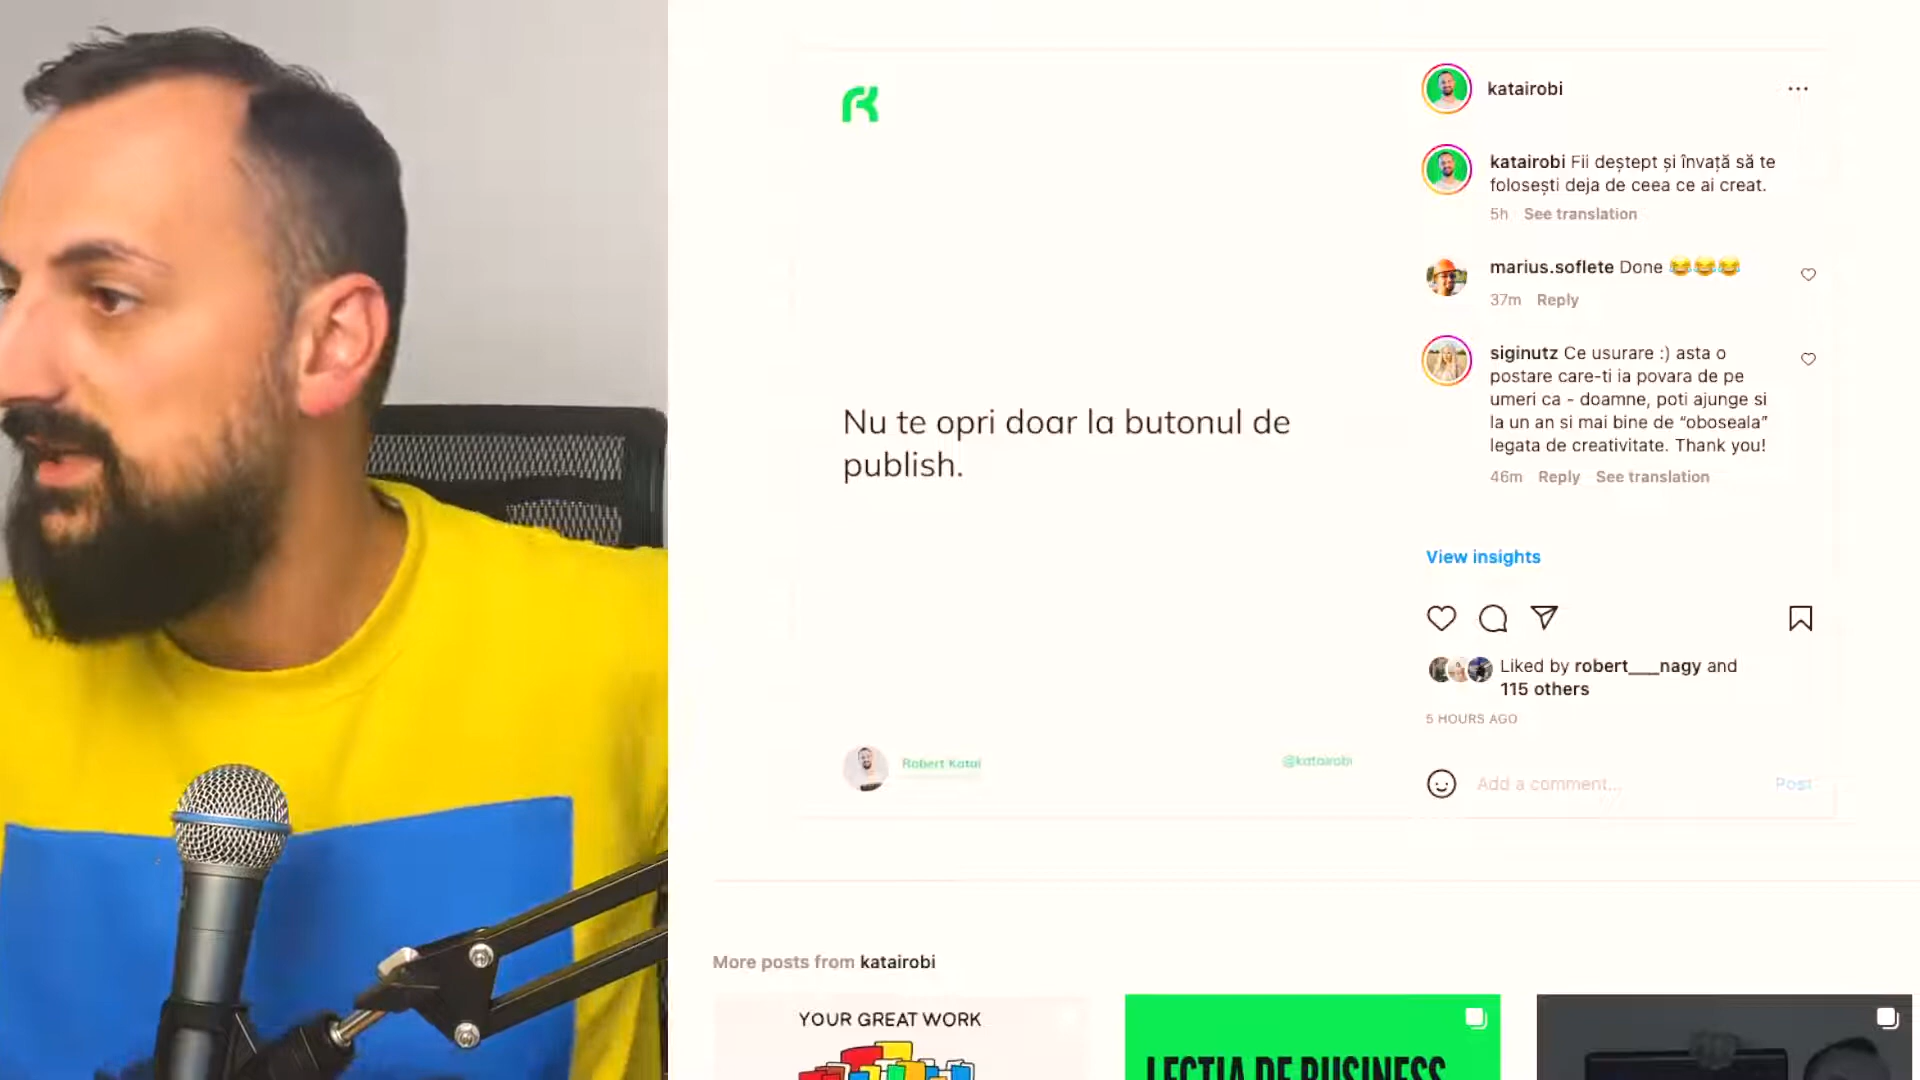 katairobi
katairobi Fii deștept și învață să te
folosești deja de ceea ce ai creat.
5h See translation
marius.soflete Done 😂😂😂
37m Reply
siginutz Ce usurare :) asta o
postare care-ti ia povara de pe
umeri ca - doamne, poti ajunge si
la un an si mai bine de “oboseala”
legata de creativitate. Thank you!
46m Reply See translation
Nu te opri doar la butonul de
publish.
View insights
Liked by robert___nagy and
115 others
5 HOURS AGO
Robert Katai
@katairobi
Add a comment...
Post
More posts from katairobi
YOUR GREAT WORK
LECȚIA DE BUSINESS